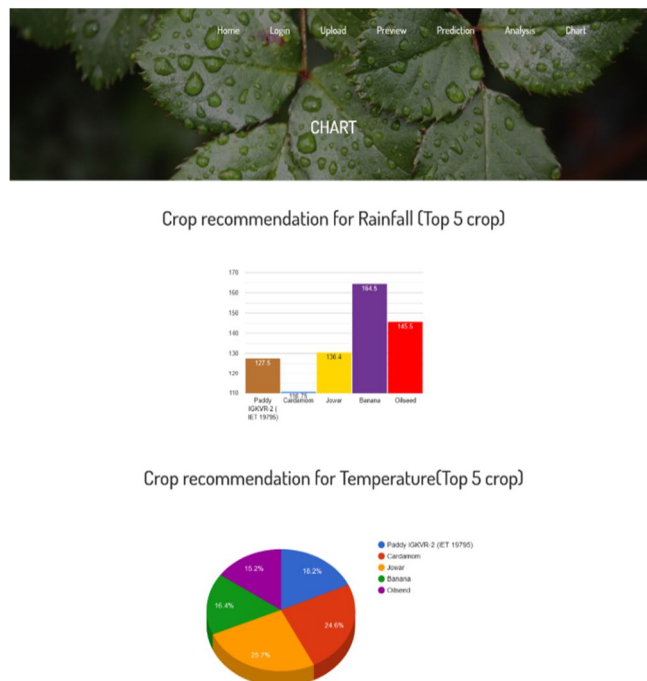 Home Login Upload Preview Prediction Analysis Chart
CHART
Crop recommendation for Rainfall (Top 5 crop)
170
160
150
140
130
120
110
127.5
110.75
130.4
164.5
145.5
Paddy IGKVR-2 ( IET 19795)
Cardamom
Jowar
Banana
Oilseed
Crop recommendation for Temperature(Top 5 crop)
Paddy IGKVR-2 (IET 19795)
Cardamom
Jowar
Banana
Oilseed
15.2%
18.2%
16.4%
24.6%
25.7%